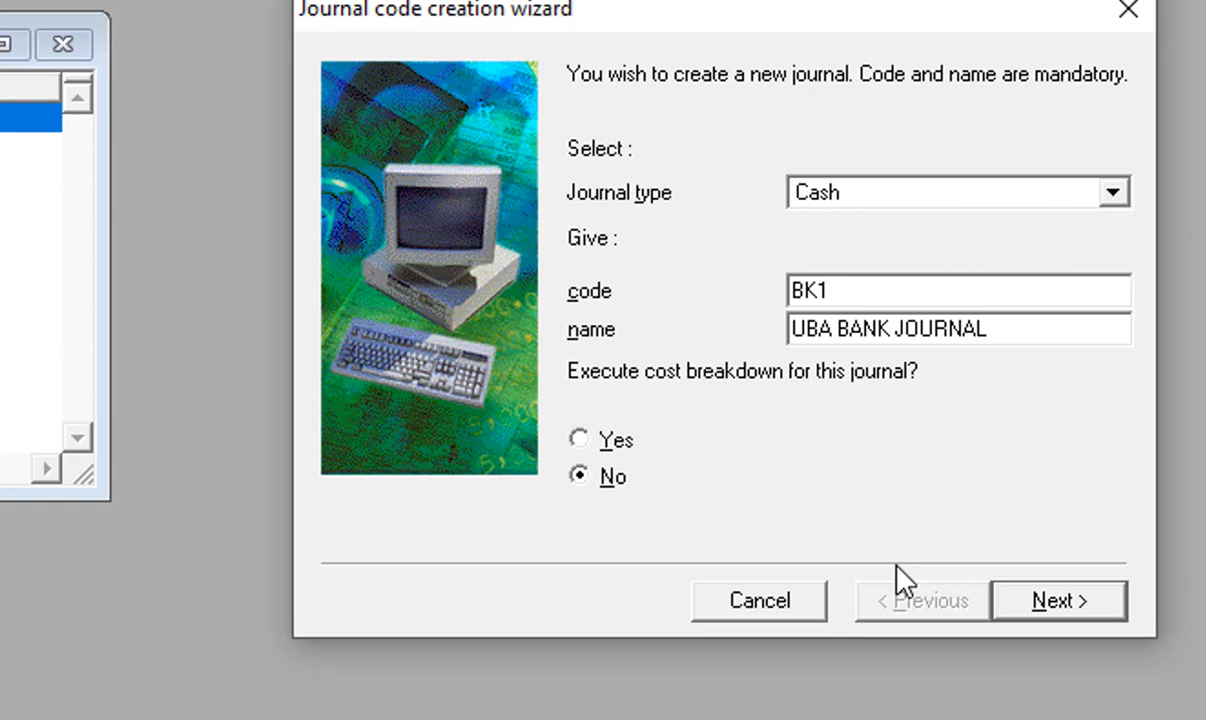 Journal code creation wizard
You wish to create a new journal. Code and name are mandatory.
Select :
Journal type
Cash
Give :
code
BK1
name
UBA BANK JOURNAL
Execute cost breakdown for this journal?
Yes
No
Cancel
< Previous
Next >